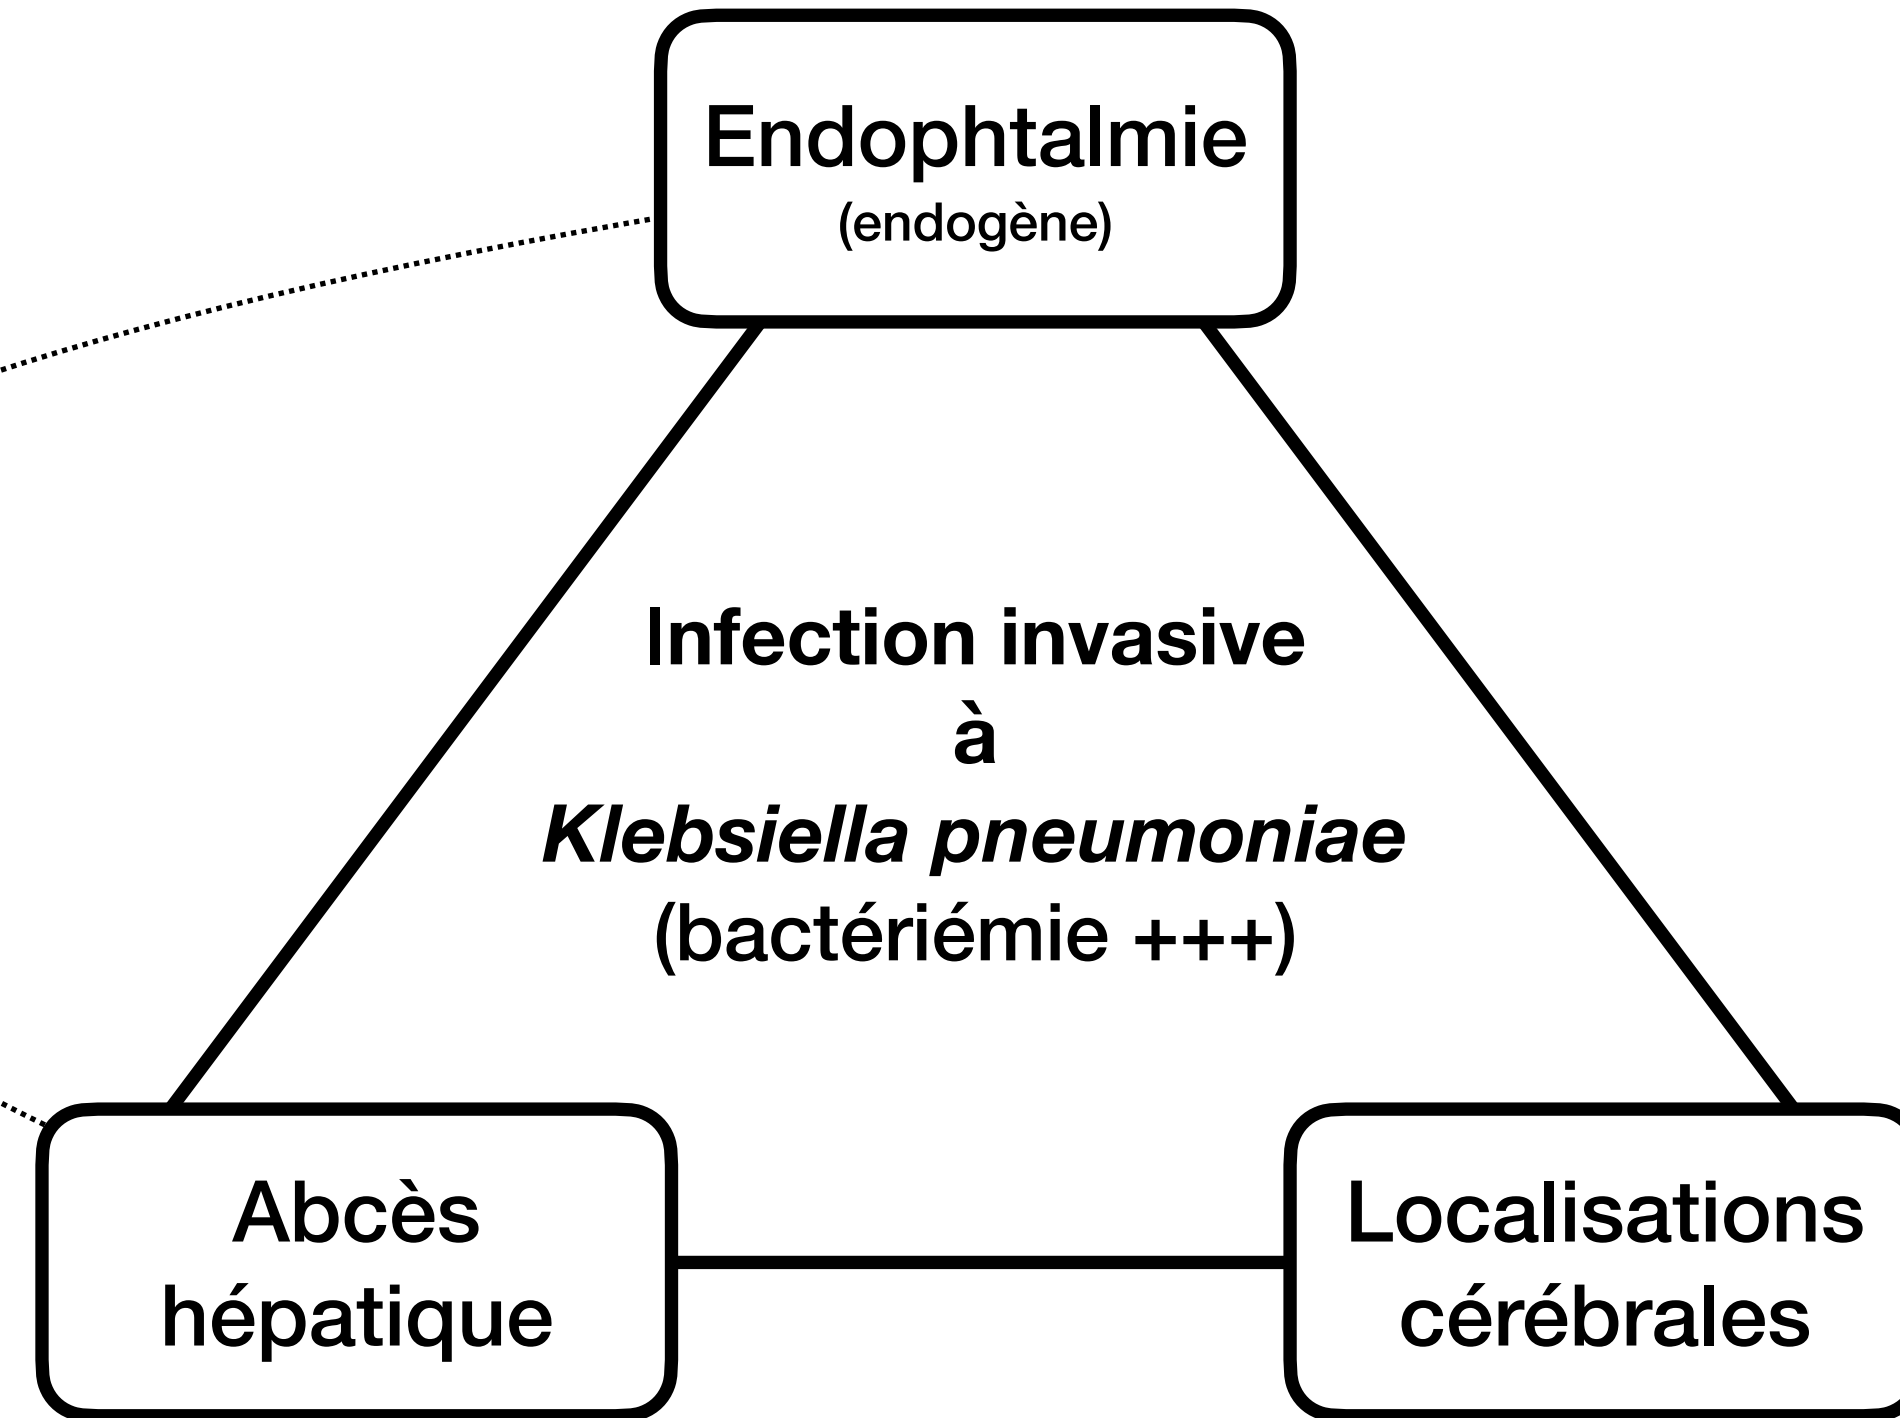 Endophtalmie
(endogène)
Infection invasive
à
Klebsiella pneumoniae
(bactériémie +++)
Abcès
hépatique
Localisations
cérébrales